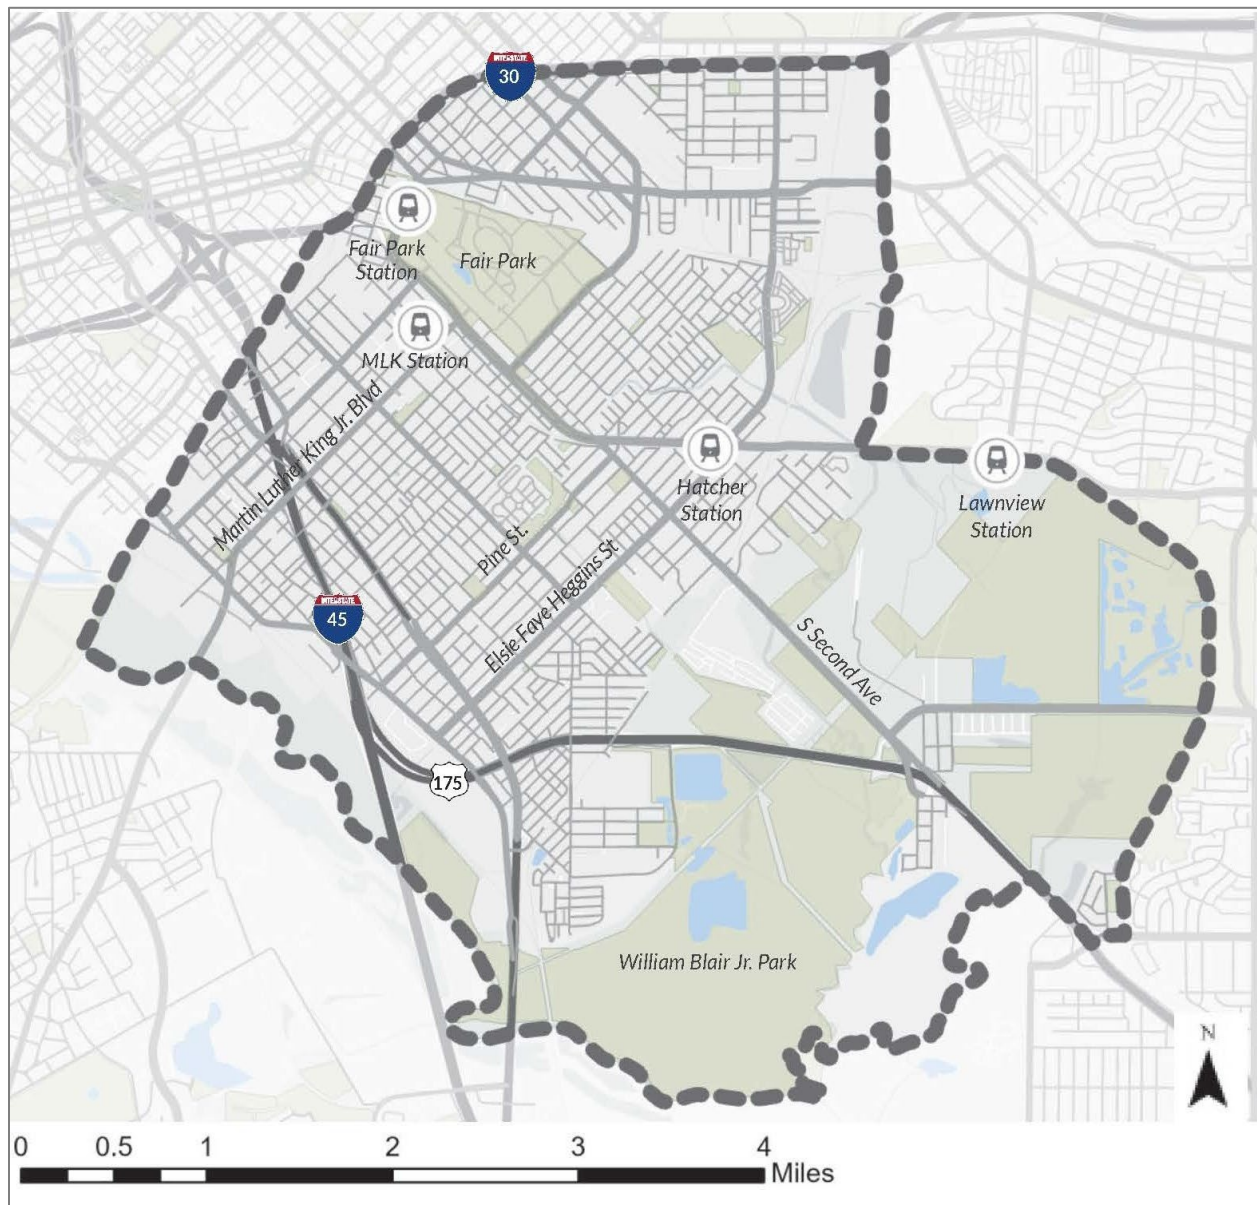 INTERSTATE
30
Fair Park
Station
Fair Park
MLK Station
Martin Luther King Jr. Blvd
Hatcher
Station
Lawnview
Station
Pine St.
Elsie Faye Heggins St
INTERSTATE
45
S Second Ave
175
William Blair Jr. Park
N
0 0.5 1 2 3 4
Miles